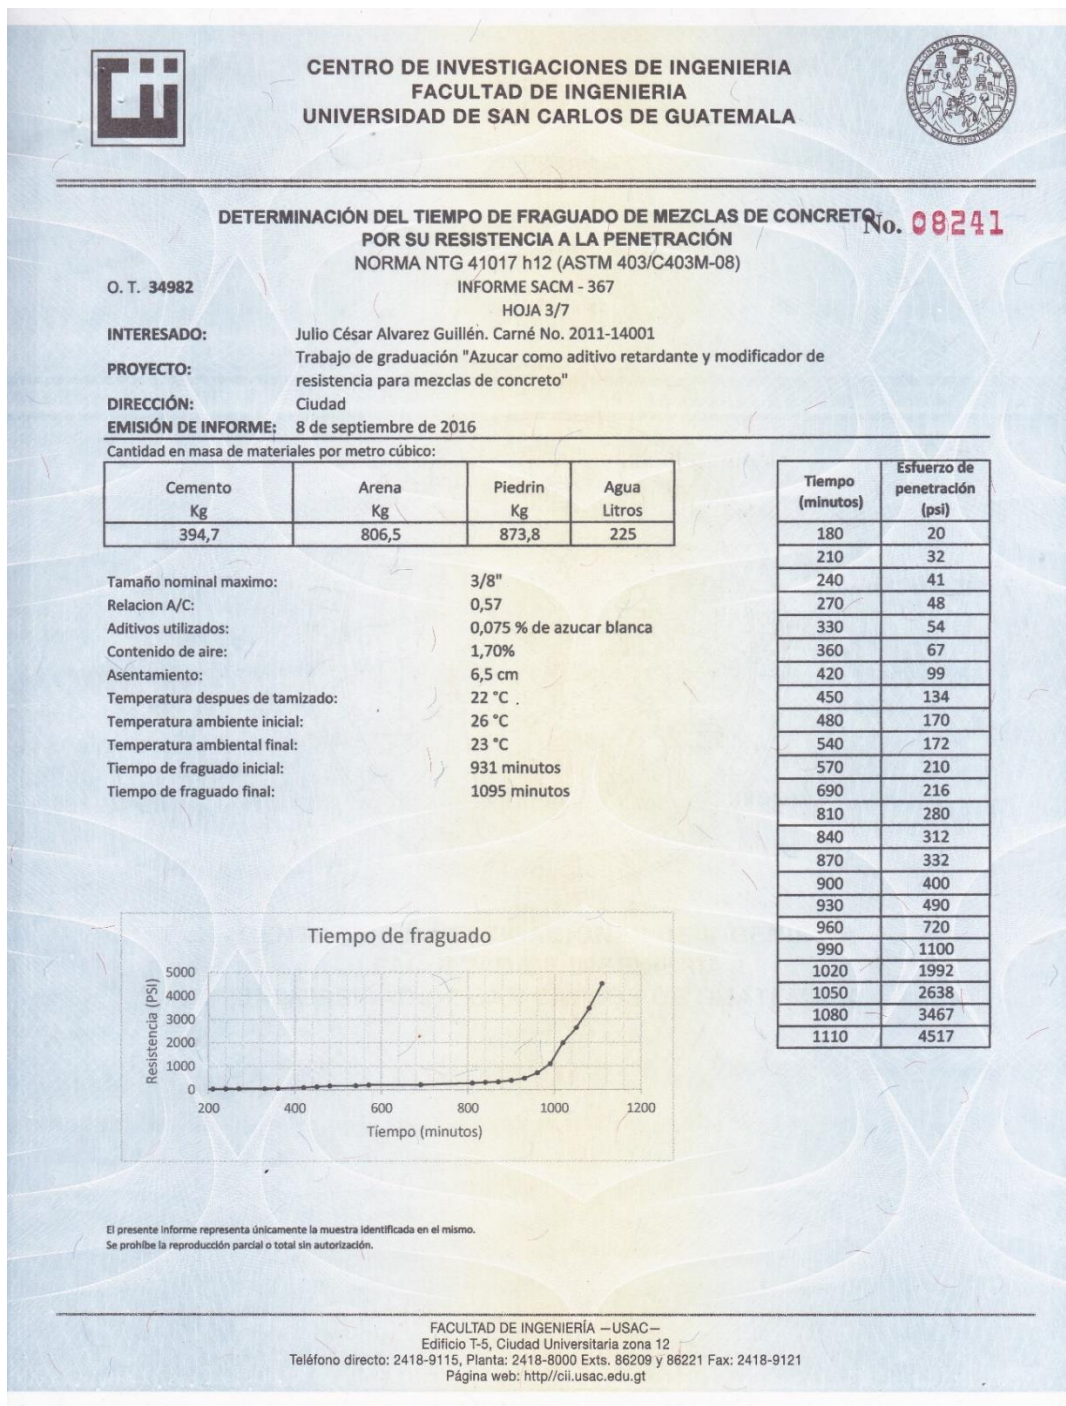 CENTRO DE INVESTIGACIONES DE INGENIERIA
FACULTAD DE INGENIERIA
UNIVERSIDAD DE SAN CARLOS DE GUATEMALA
DETERMINACIÓN DEL TIEMPO DE FRAGUADO DE MEZCLAS DE CONCRETO
No. 08241
POR SU RESISTENCIA A LA PENETRACIÓN
NORMA NTG 41017 h12 (ASTM 403/C403M-08)
O. T. 34982
INFORME SACM - 367
HOJA 3/7
INTERESADO: Julio César Alvarez Guillén. Carné No. 2011-14001
PROYECTO: Trabajo de graduación "Azucar como aditivo retardante y modificador de
resistencia para mezclas de concreto"
DIRECCIÓN: Ciudad
EMISIÓN DE INFORME: 8 de septiembre de 2016
Cantidad en masa de materiales por metro cúbico:
Cemento Arena Piedrin Agua
Kg Kg Kg Litros
394,7 806,5 873,8 225
Tamaño nominal maximo: 3/8"
Relacion A/C: 0,57
Aditivos utilizados: 0,075 % de azucar blanca
Contenido de aire: 1,70%
Asentamiento: 6,5 cm
Temperatura despues de tamizado: 22 °C
Temperatura ambiente inicial: 26 °C
Temperatura ambiental final: 23 °C
Tiempo de fraguado inicial: 931 minutos
Tiempo de fraguado final: 1095 minutos
Tiempo
(minutos)
Esfuerzo de
penetración
(psi)
180 20
210 32
240 41
270 48
330 54
360 67
420 99
450 134
480 170
540 172
570 210
690 216
810 280
840 312
870 332
900 400
930 490
960 720
990 1100
1020 1992
1050 2638
1080 3467
1110 4517
Tiempo de fraguado
Resistencia (PSI)
5000
4000
3000
2000
1000
0
200 400 600 800 1000 1200
Tiempo (minutos)
El presente informe representa únicamente la muestra identificada en el mismo.
Se prohíbe la reproducción parcial o total sin autorización.
FACULTAD DE INGENIERÍA —USAC—
Edificio T-5, Ciudad Universitaria zona 12
Teléfono directo: 2418-9115, Planta: 2418-8000 Exts. 86209 y 86221 Fax: 2418-9121
Página web: http//cii.usac.edu.gt